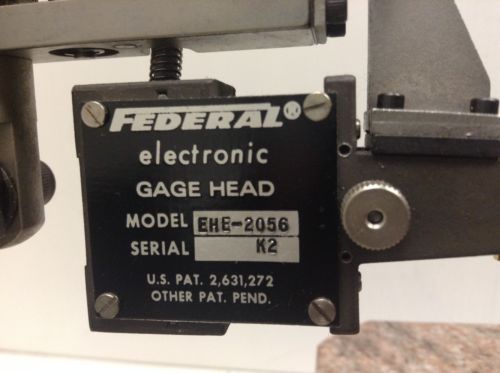 FEDERAL ®
electronic
GAGE HEAD
MODEL EHE-2056
SERIAL K2
U.S. PAT. 2,631,272
OTHER PAT. PEND.